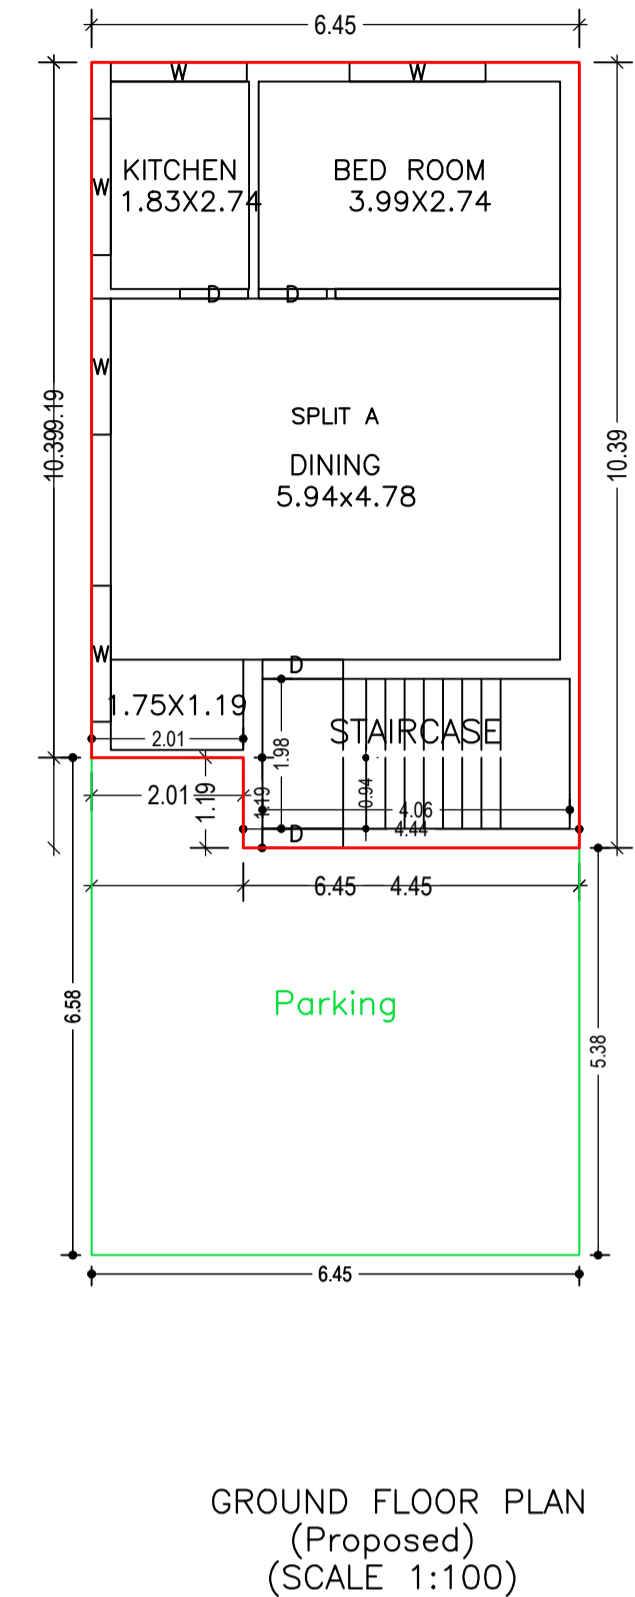 6.45
W
W
KITCHEN
1.83X2.74
BED ROOM
3.99X2.74
W
D
D
W
SPLIT A
DINING
5.94x4.78
10.39
9.19
10.39
W
D
1.75X1.19
STAIRCASE
2.01
1.98
2.01
1.19
1.19
0.94
4.06
4.44
D
6.45
4.45
Parking
6.58
5.38
6.45
GROUND FLOOR PLAN
(Proposed)
(SCALE 1:100)